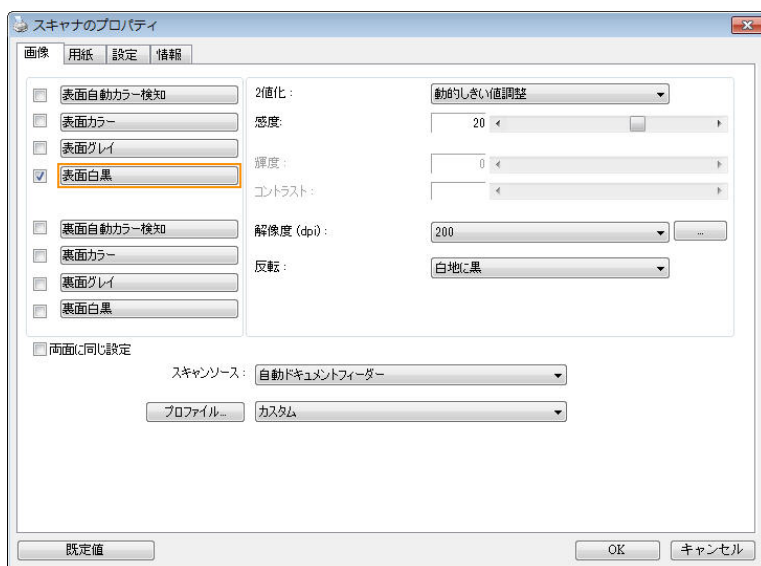 スキャナのプロパティ
画像 用紙 設定 情報
表面自動カラー検知
表面カラー
表面グレイ
表面白黒
裏面自動カラー検知
裏面カラー
裏面グレイ
裏面白黒
2値化: 動的しきい値調整
感度: 20
輝度: 0
コントラスト:
解像度 (dpi): 200 ...
反転: 白地に黒
両面に同じ設定
スキャンソース: 自動ドキュメントフィーダー
プロファイル... カスタム
既定値 OK キャンセル